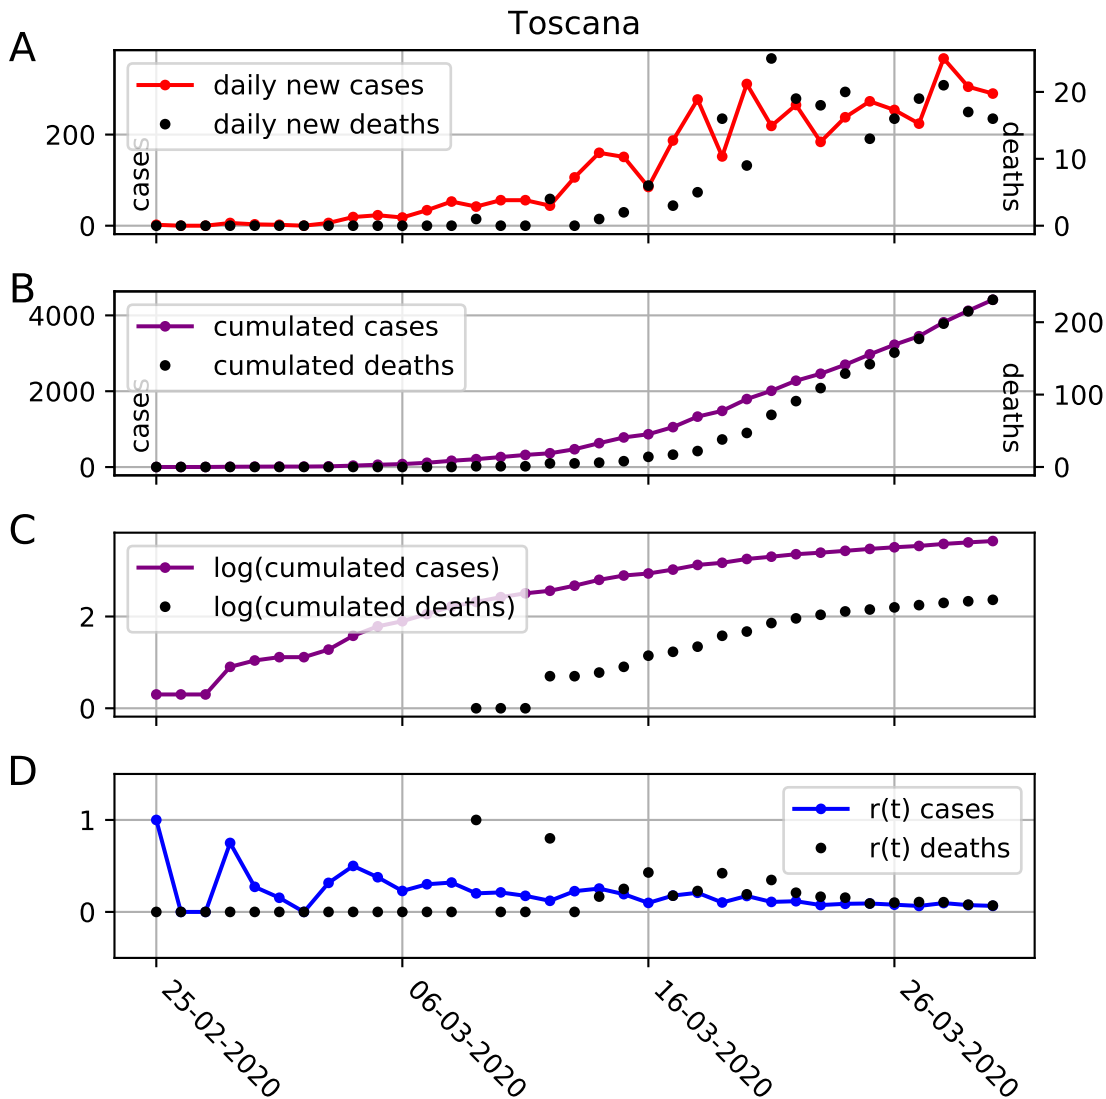 Toscana
A
daily new cases
daily new deaths
200
0
cases
20
10
0
deaths
B
cumulated cases
cumulated deaths
4000
2000
0
cases
200
100
0
deaths
C
log(cumulated cases)
log(cumulated deaths)
2
0
D
r(t) cases
r(t) deaths
1
0
25-02-2020
06-03-2020
16-03-2020
26-03-2020